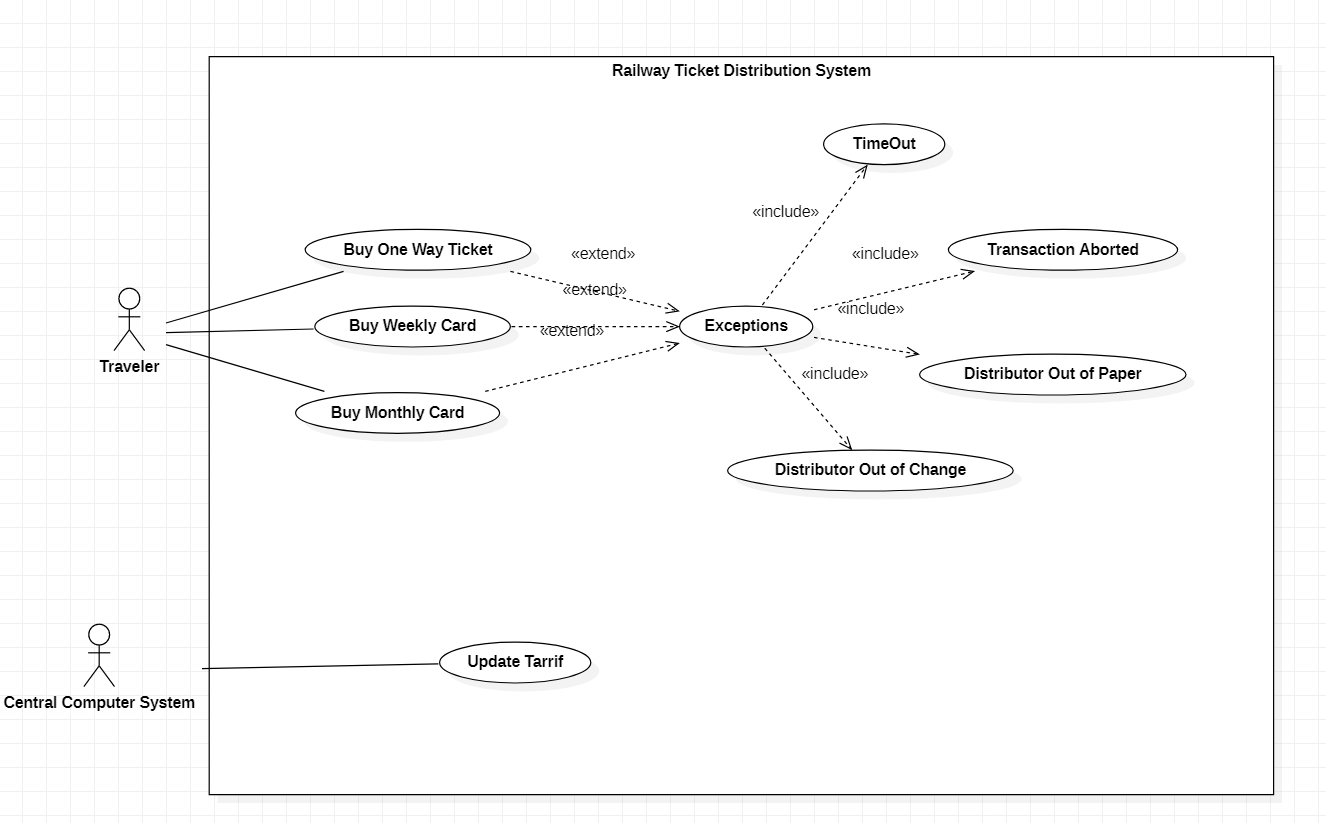 Railway Ticket Distribution System
TimeOut
«include»
Buy One Way Ticket
«extend»
«include»
Transaction Aborted
«extend»
«include»
Buy Weekly Card
«extend»
Exceptions
Traveler
«include»
Distributor Out of Paper
Buy Monthly Card
Distributor Out of Change
Update Tarrif
Central Computer System